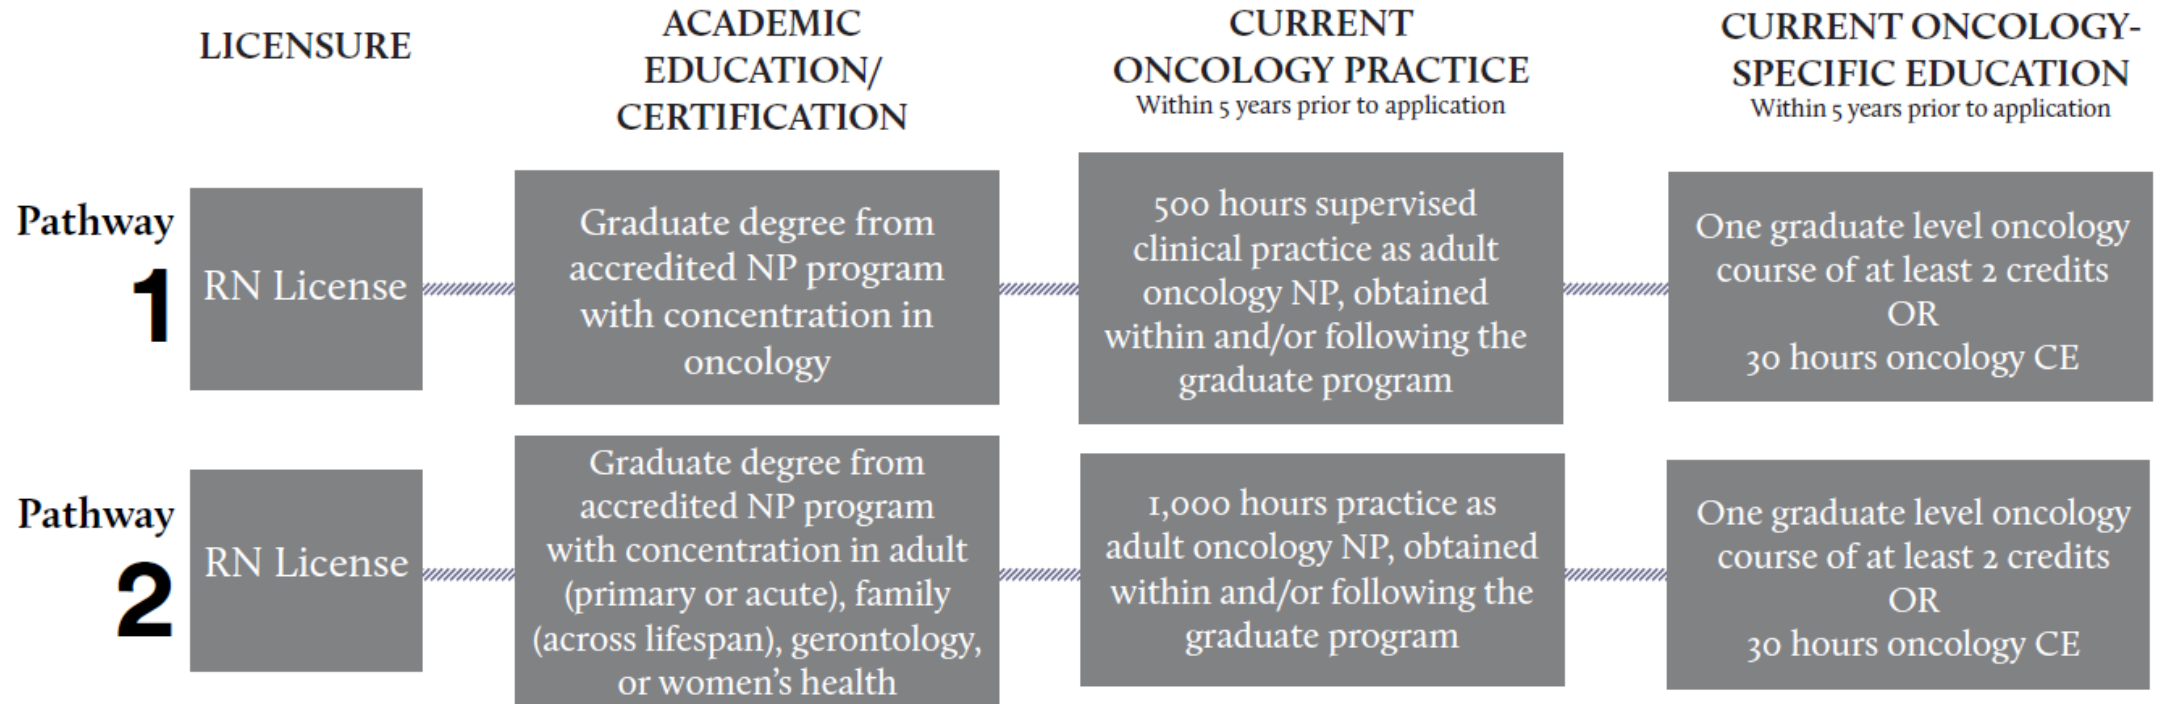 LICENSURE
ACADEMIC
EDUCATION/
CERTIFICATION
CURRENT
ONCOLOGY PRACTICE
Within 5 years prior to application
CURRENT ONCOLOGY-
SPECIFIC EDUCATION
Within 5 years prior to application
Pathway
1
RN License
Graduate degree from
accredited NP program
with concentration in
oncology
500 hours supervised
clinical practice as adult
oncology NP, obtained
within and/or following the
graduate program
One graduate level oncology
course of at least 2 credits
OR
30 hours oncology CE
Pathway
2
RN License
Graduate degree from
accredited NP program
with concentration in adult
(primary or acute), family
(across lifespan), gerontology,
or women's health
1,000 hours practice as
adult oncology NP, obtained
within and/or following the
graduate program
One graduate level oncology
course of at least 2 credits
OR
30 hours oncology CE